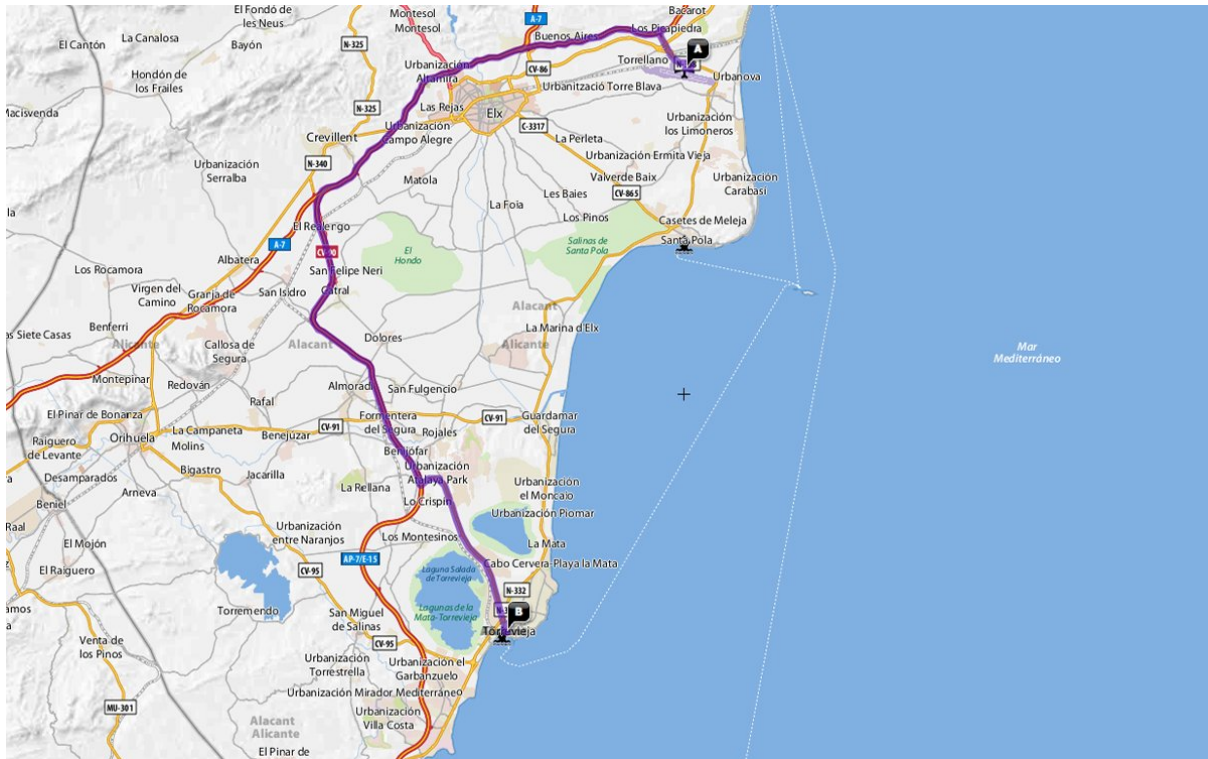 El Fondó de
les Neus
Montesol
Montesol
A-7
Bacarot
El Cantón
La Canalosa
Bayón
N-325
Buenos Aires
Los Picapiedra
A
Hondón de
los Frailes
Urbanización
Altamira
CV-86
Torrellano
Urbanova
Macisvenda
N-325
Las Rejas
Elx
Urbanització Torre Blava
Crevillent
Urbanización
Campo Alegre
C-3317
La Perleta
Urbanización
los Limoneros
Urbanización
Serralba
N-340
Matola
Urbanización Ermita Vieja
Valverde Baix
CV-865
Urbanización
Carabasí
La Foia
Les Baies
Los Pinos
Casetes de Meleja
El Realengo
A-7
CV-90
El
Hondo
Salinas de
Santa Pola
Santa Pola
Albatera
Los Rocamora
San Felipe Neri
Catral
Virgen del
Camino
Granja de
Rocamora
San Isidro
Alacant
Alicante
La Marina d'Elx
as Siete Casas
Benferri
Alicante
Callosa de
Segura
Alacant
Dolores
Mar
Mediterráneo
Montepinar
Redován
Almoradí
San Fulgencio
Rafal
El Pinar de Bonanza
Orihuela
La Campaneta
CV-91
Formentera
del Segura
CV-91
Guardamar
del Segura
Raiguero
de Levante
Molins
Benejúzar
Rojales
Benijófar
Bigastro
Jacarilla
Urbanización
Atalaya Park
Desamparados
Arneva
La Rellana
Lo Crispín
Urbanización
el Moncaio
Beniel
Raal
Urbanización
entre Naranjos
Urbanización Piomar
El Mojón
Los Montesinos
La Mata
El Raiguero
CV-95
AP-7/E-15
Laguna Salada
de Torrevieja
Cabo Cervera-Playa la Mata
N-332
Torremendo
San Miguel
de Salinas
Lagunas de la
Mata-Torrevieja
B
Torrevieja
Venta de
los Pinos
CV-95
Urbanización
Torrestrella
Urbanización el
Garbanzuelo
Urbanización Mirador Mediterráneo
MU-301
Alacant
Alicante
Urbanización
Villa Costa
El Pinar de